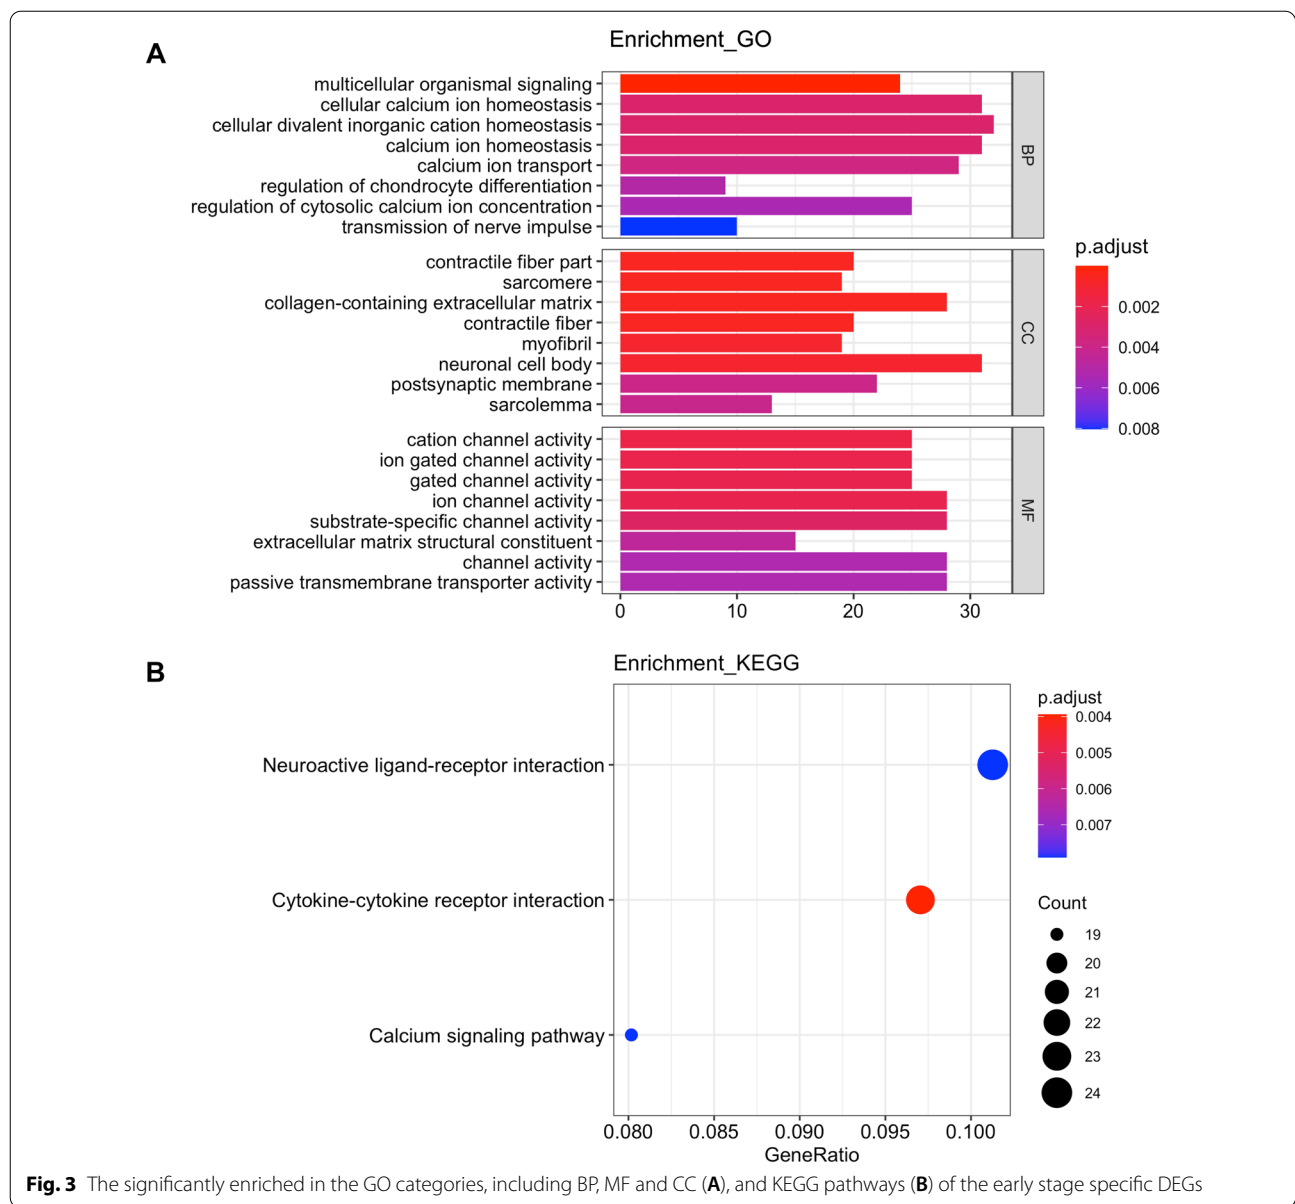 A
Enrichment_GO
multicellular organismal signaling
cellular calcium ion homeostasis
cellular divalent inorganic cation homeostasis
calcium ion homeostasis
calcium ion transport
regulation of chondrocyte differentiation
regulation of cytosolic calcium ion concentration
transmission of nerve impulse
BP
contractile fiber part
sarcomere
collagen-containing extracellular matrix
contractile fiber
myofibril
neuronal cell body
postsynaptic membrane
sarcolemma
CC
cation channel activity
ion gated channel activity
gated channel activity
ion channel activity
substrate-specific channel activity
extracellular matrix structural constituent
channel activity
passive transmembrane transporter activity
MF
0 10 20 30
p.adjust
0.002
0.004
0.006
0.008
B
Enrichment_KEGG
Neuroactive ligand-receptor interaction
Cytokine-cytokine receptor interaction
Calcium signaling pathway
0.080 0.085 0.090 0.095 0.100
GeneRatio
p.adjust
0.004
0.005
0.006
0.007
Count
19
20
21
22
23
24
Fig. 3 The significantly enriched in the GO categories, including BP, MF and CC (A), and KEGG pathways (B) of the early stage specific DEGs